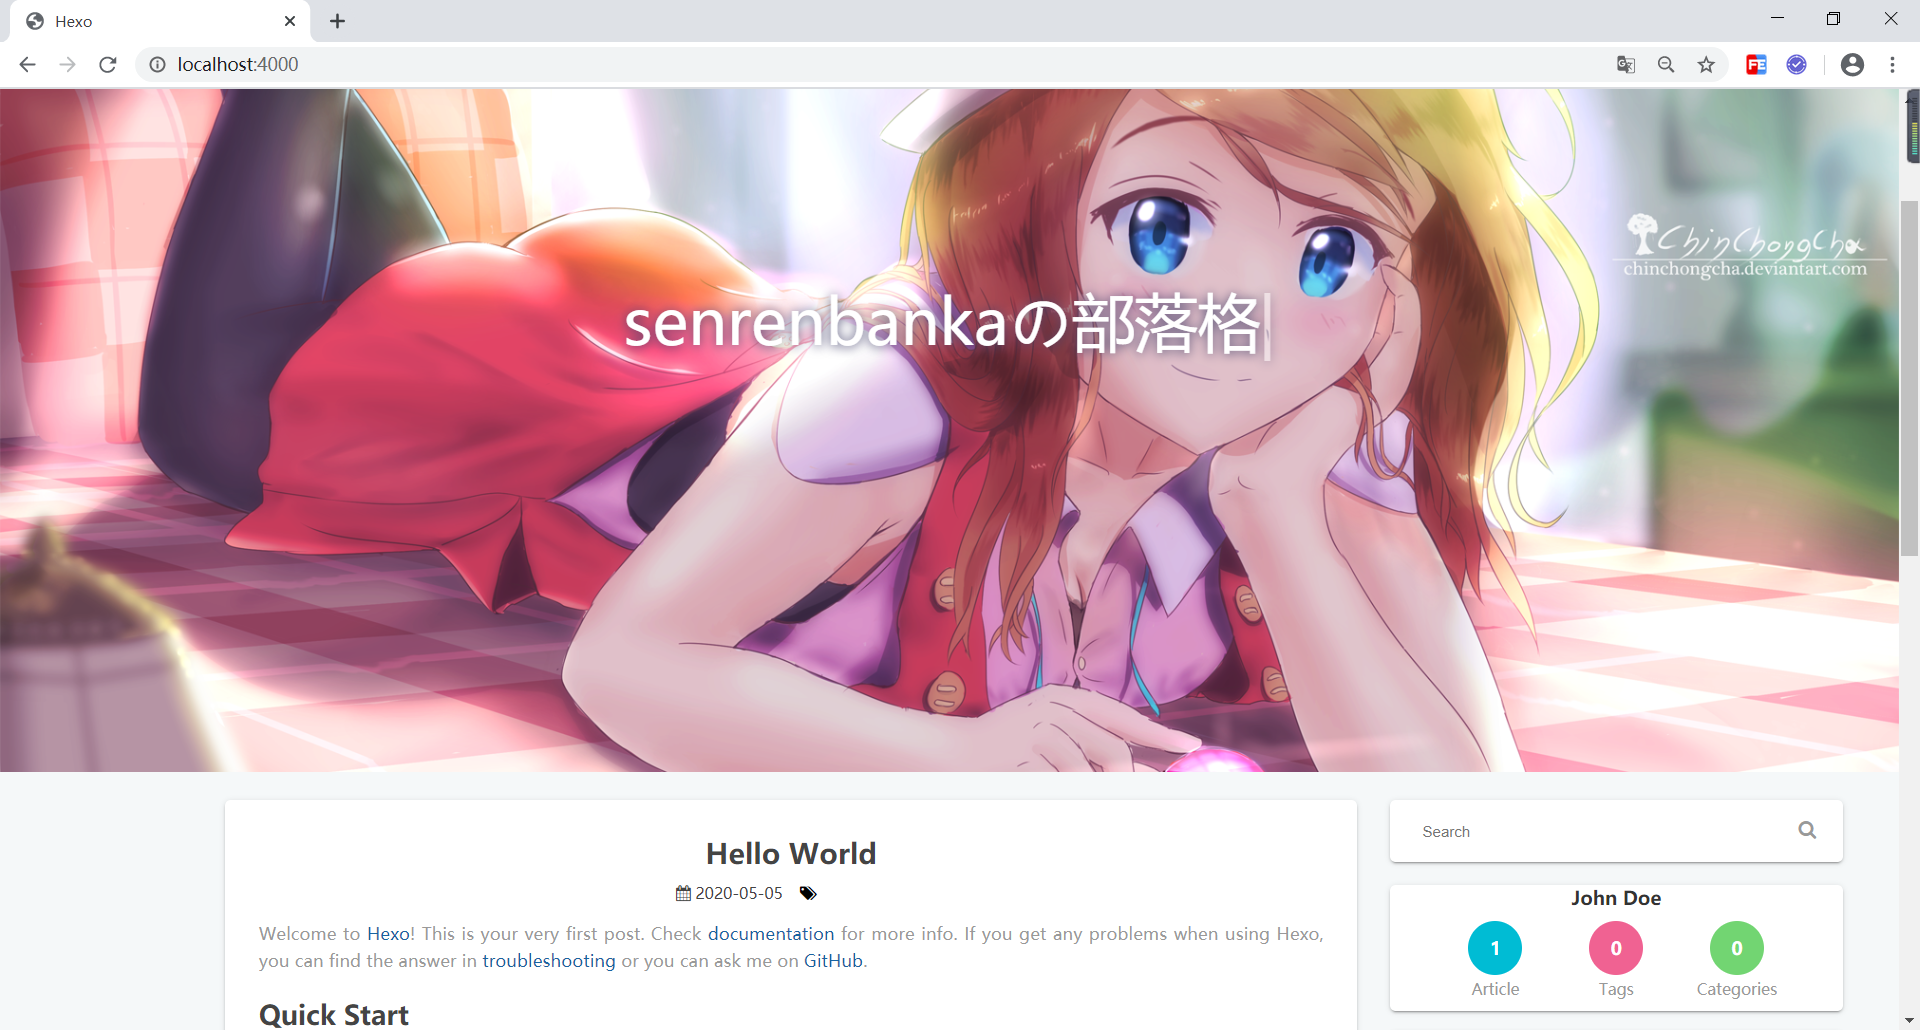 Hexo
localhost:4000
FE
ChinChongCha
chinchongcha.deviantart.com
senrenbankaの部落格
Hello World
2020-05-05
Welcome to Hexo! This is your very first post. Check documentation for more info. If you get any problems when using Hexo,
you can find the answer in troubleshooting or you can ask me on GitHub.
Quick Start
Search
John Doe
1 0 0
Article Tags Categories